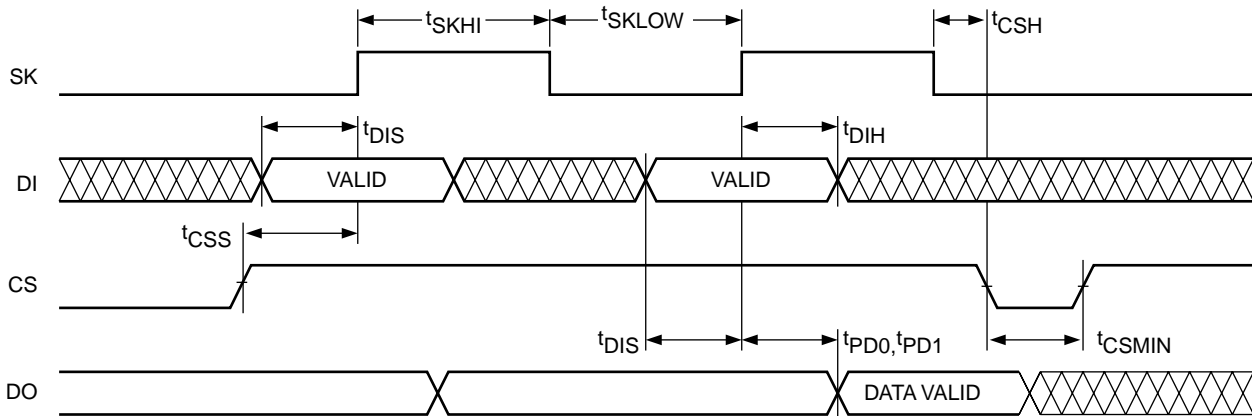 tSKHI tSKLOW tCSH
SK
tDIS tDIH
DI VALID VALID
tCSS
CS
tDIS tPD0,tPD1 tCSMIN
DO DATA VALID